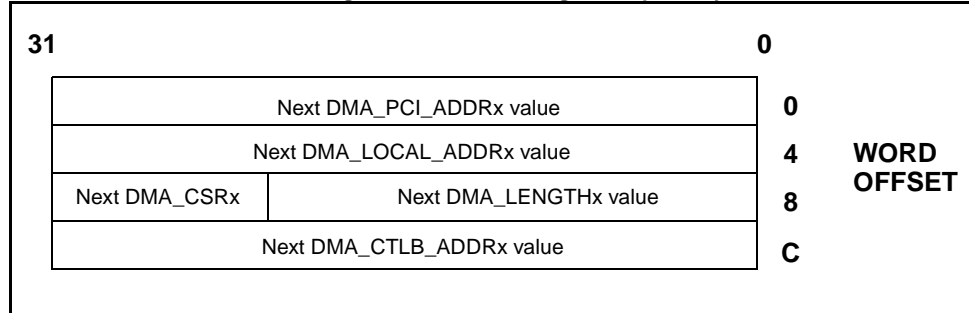 31 0
Next DMA_PCI_ADDRx value 0
Next DMA_LOCAL_ADDRx value 4 WORD
OFFSET
Next DMA_CSRx Next DMA_LENGTHx value 8
Next DMA_CTLB_ADDRx value C